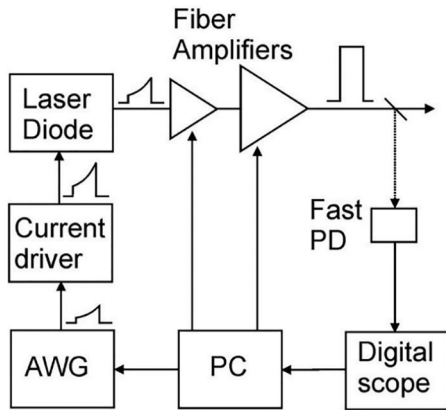 Fiber
Amplifiers
Laser
Diode
Current
driver
Fast
PD
AWG
PC
Digital
scope